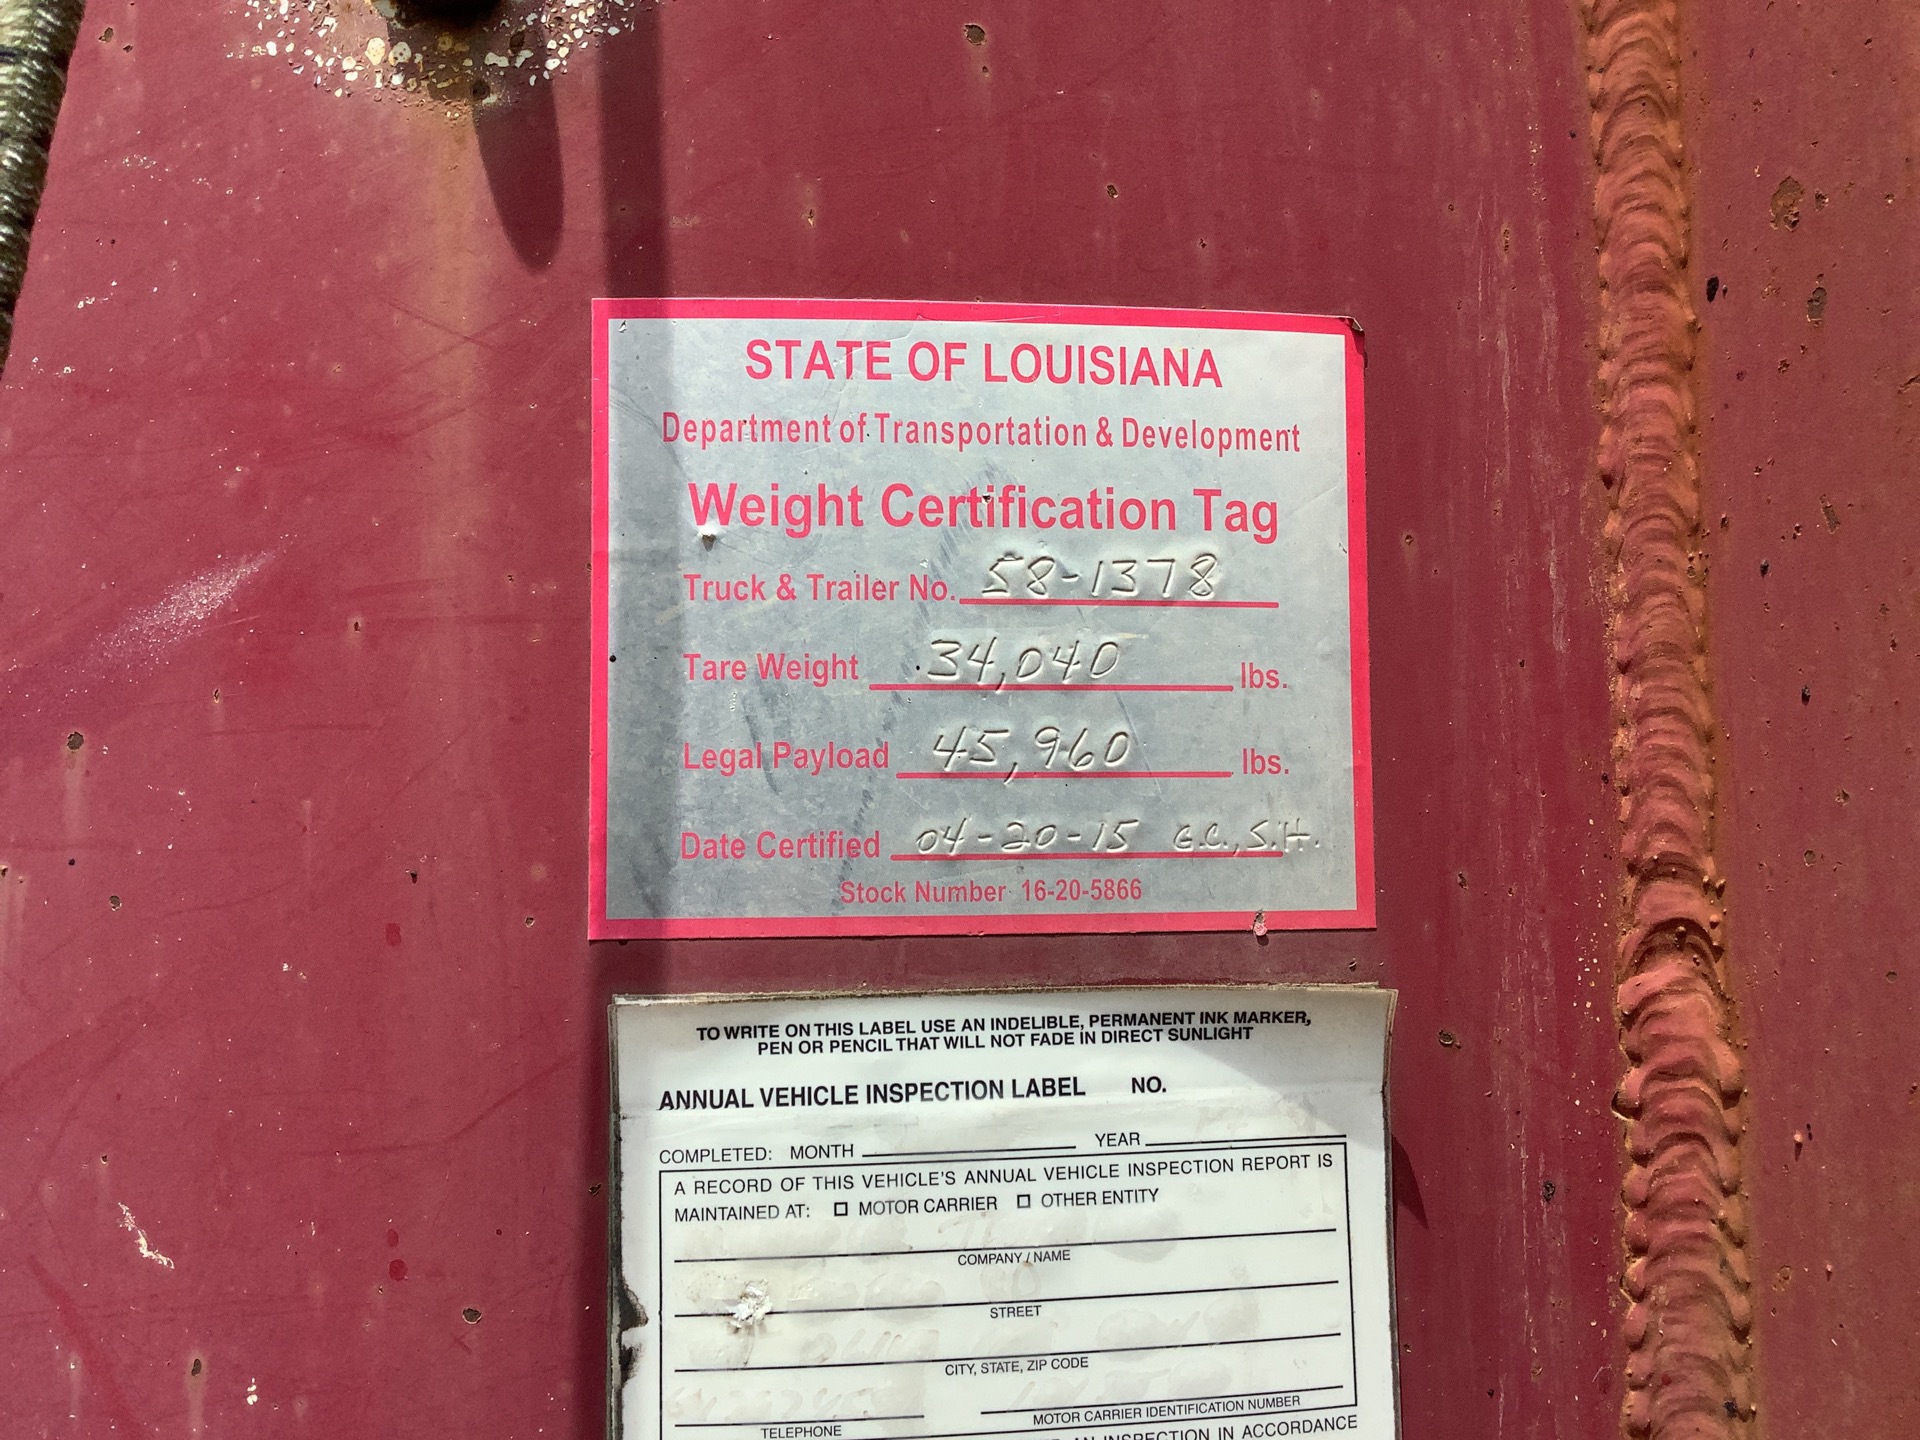 STATE OF LOUISIANA
Department of Transportation & Development
Weight Certification Tag
Truck & Trailer No. 58-1378
Tare Weight 34,040 lbs.
Legal Payload 45,960 lbs.
Date Certified 04-20-15 G.C., S.H.
Stock Number 16-20-5866
TO WRITE ON THIS LABEL USE AN INDELIBLE, PERMANENT INK MARKER,
PEN OR PENCIL THAT WILL NOT FADE IN DIRECT SUNLIGHT
ANNUAL VEHICLE INSPECTION LABEL NO.
COMPLETED: MONTH YEAR
A RECORD OF THIS VEHICLE'S ANNUAL VEHICLE INSPECTION REPORT IS
MAINTAINED AT: MOTOR CARRIER OTHER ENTITY
COMPANY / NAME
STREET
CITY, STATE, ZIP CODE
TELEPHONE MOTOR CARRIER IDENTIFICATION NUMBER
AN INSPECTION IN ACCORDANCE